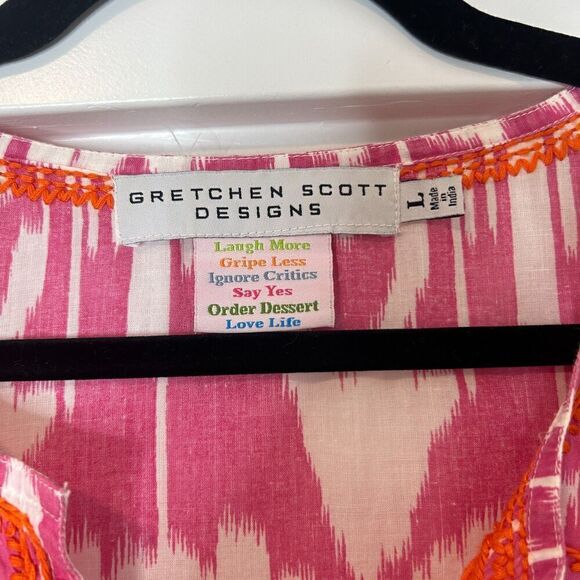 GRETCHEN SCOTT
DESIGNS
L
Made
in
India
Laugh More
Gripe Less
Ignore Critics
Say Yes
Order Dessert
Love Life